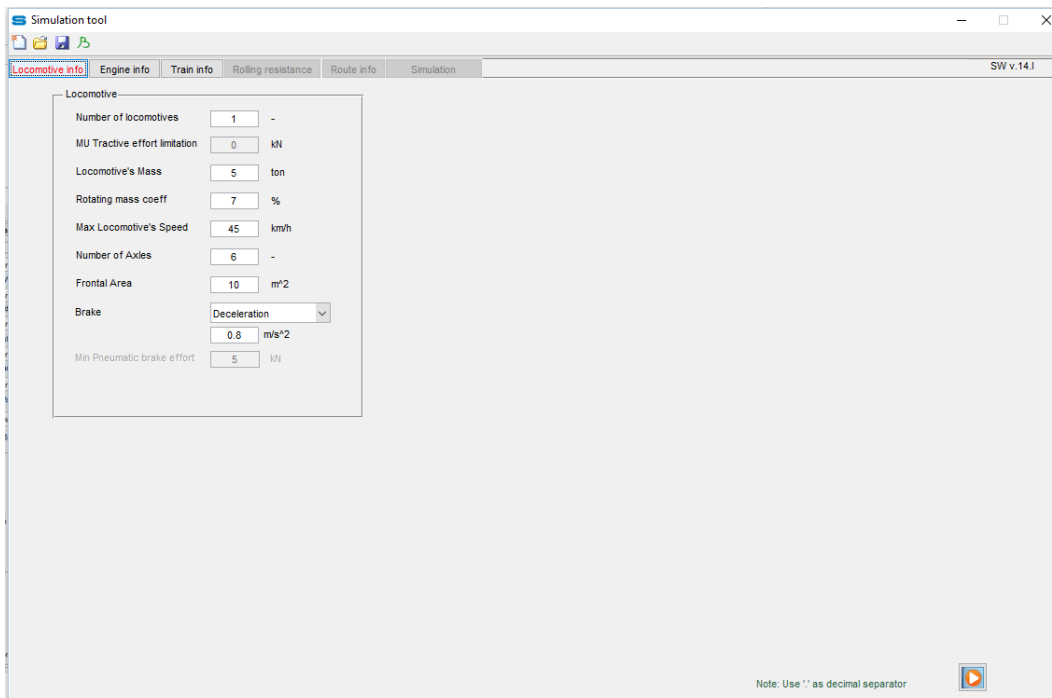 Simulation tool
Locomotive info Engine info Train info Rolling resistance Route info Simulation SW v.14.I
Locomotive
Number of locomotives 1 -
MU Tractive effort limitation 0 kN
Locomotive's Mass 5 ton
Rotating mass coeff 7 %
Max Locomotive's Speed 45 km/h
Number of Axles 6 -
Frontal Area 10 m^2
Brake Deceleration
0.8 m/s^2
Min Pneumatic brake effort 5 kN
Note: Use '.' as decimal separator